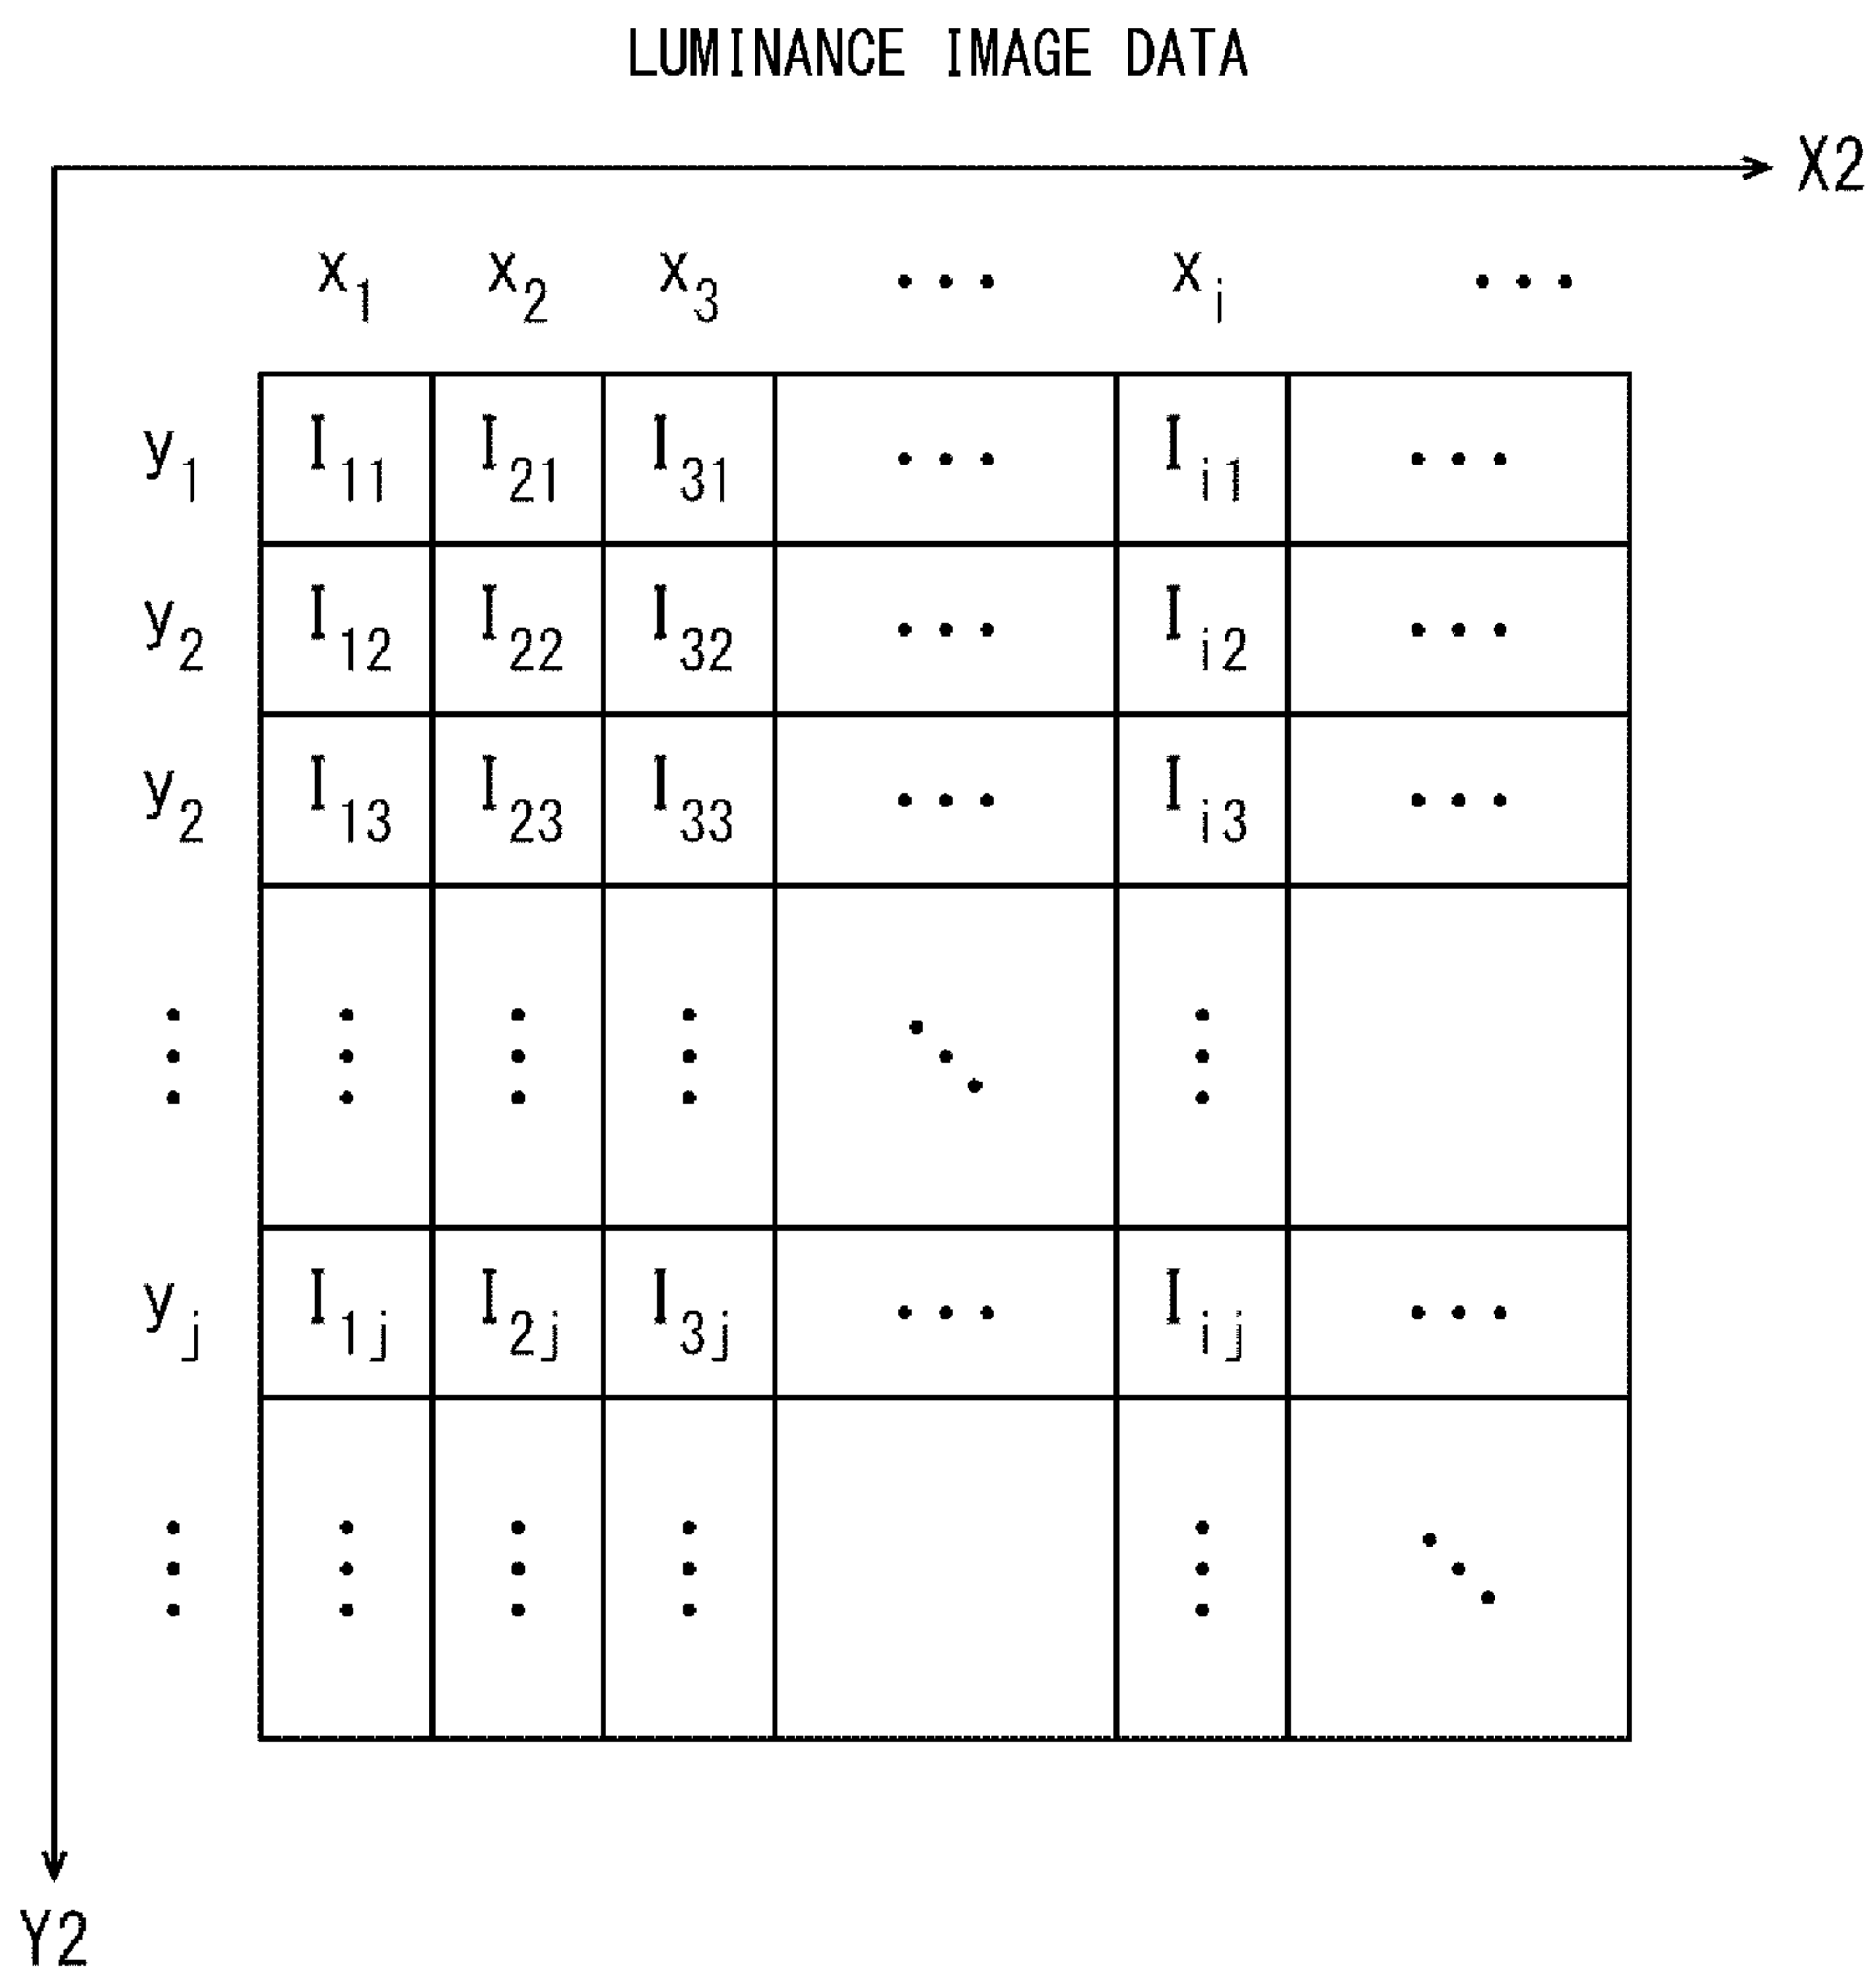 LUMINANCE IMAGE DATA
X2
x1 x2 x3 ... xi ...
y1 I11 I21 I31 ... Ii1 ...
y2 I12 I22 I32 ... Ii2 ...
y2 I13 I23 I33 ... Ii3 ...
yj I1j I2j I3j ... Iij ...
Y2